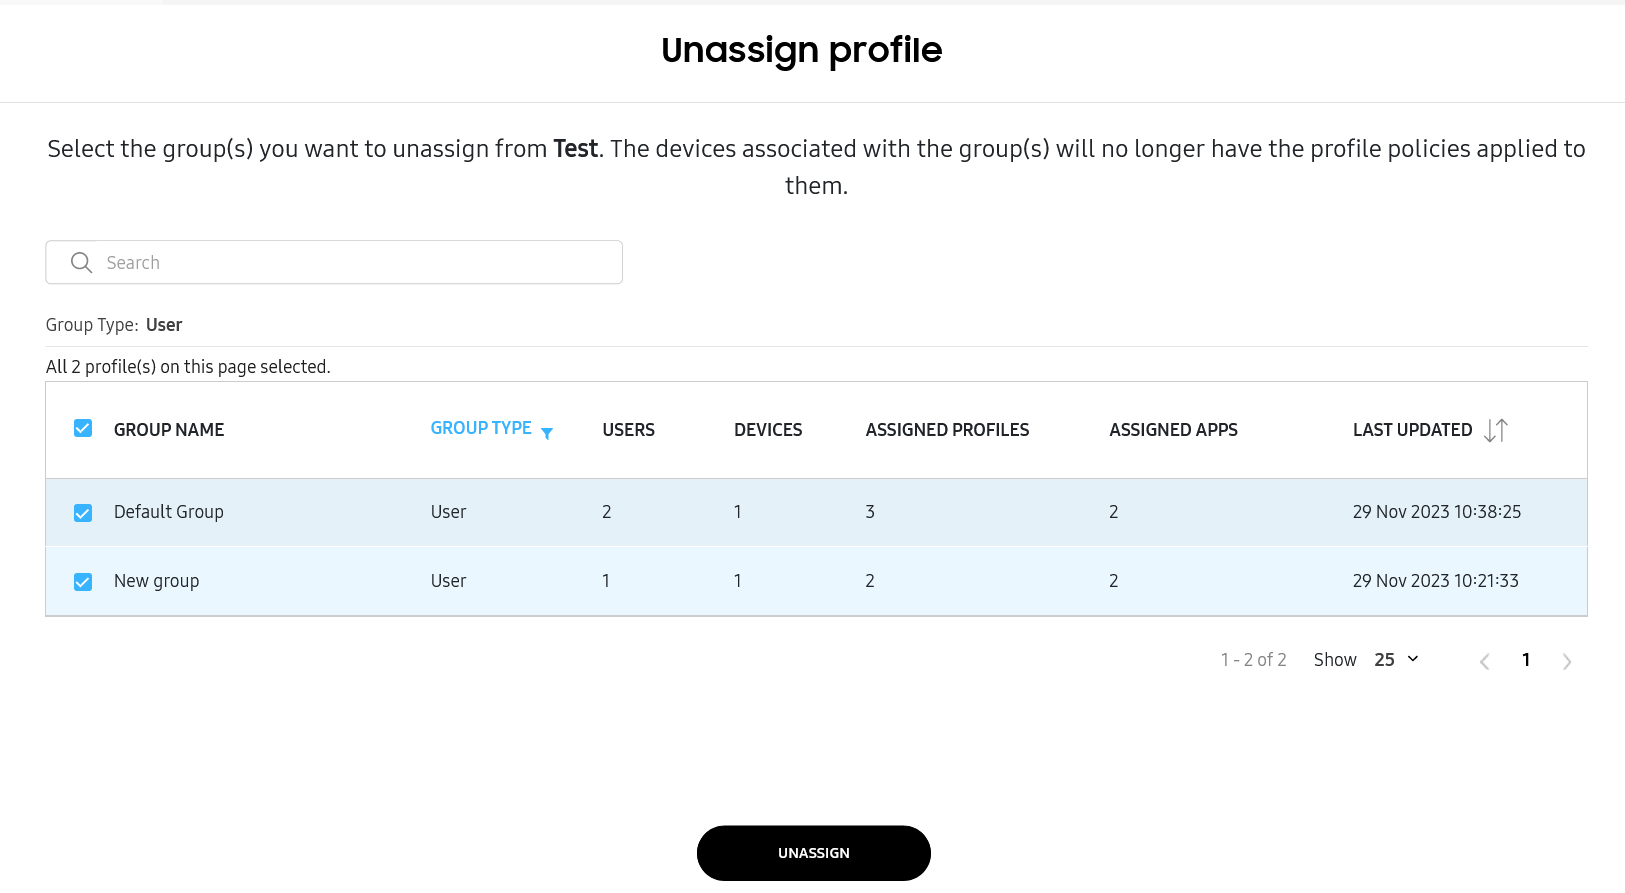 Unassign profile
Select the group(s) you want to unassign from Test. The devices associated with the group(s) will no longer have the profile policies applied to
them.
Search
Group Type: User
All 2 profile(s) on this page selected.
GROUP NAME GROUP TYPE USERS DEVICES ASSIGNED PROFILES ASSIGNED APPS LAST UPDATED
Default Group User 2 1 3 2 29 Nov 2023 10:38:25
New group User 1 1 2 2 29 Nov 2023 10:21:33
1 - 2 of 2 Show 25 1
UNASSIGN